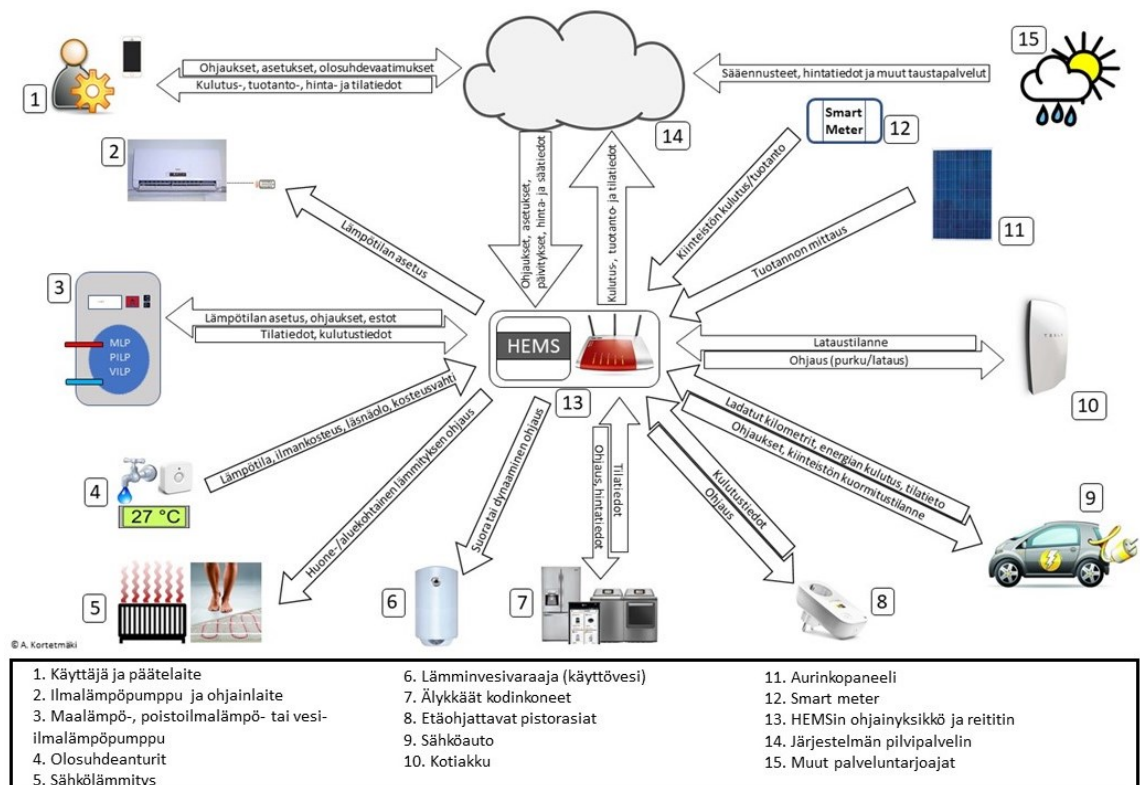 15
Ohjaukset, asetukset, olosuhdevaatimukset
Kulutus-, tuotanto-, hinta- ja tilatiedot
Sääennusteet, hintatiedot ja muut taustapalvelut
1
Smart
Meter
12
14
2
Ohjaukset, asetukset,
päivitykset, hinta- ja säätiedot
Kulutus-, tuotanto- ja tilatiedot
Kiinteistön kulutus/tuotanto
Tuotannon mittaus
11
Lämpötilan asetus
3
MLP
PILP
VILP
Lämpötilan asetus, ohjaukset, estot
Tilatiedot, kulutustiedot
HEMS
Lataustilanne
Ohjaus (purku/lataus)
TESLA
10
13
Lämpötila, ilmankosteus, läsnäolo, kosteusvahti
4
27 °C
Huone-/aluekohtainen lämmityksen ohjaus
Suora tai dynaaminen ohjaus
Ohjaus, hintatiedot
Tilatiedot
Kulutustiedot
Ohjaus
Ladatut kilometrit, energian kulutus, tilatieto
Ohjaukset, kiinteistön kuormitustilanne
9
5
6
7
8
© A. Kortetmäki
1. Käyttäjä ja päätelaite
2. Ilmalämpöpumppu ja ohjainlaite
3. Maalämpö-, poistoilmalämpö- tai vesi-
ilmalämpöpumppu
4. Olosuhdeanturit
5. Sähkölämmitys
6. Lämminvesivaraaja (käyttövesi)
7. Älykkäät kodinkoneet
8. Etäohjattavat pistorasiat
9. Sähköauto
10. Kotiakku
11. Aurinkopaneeli
12. Smart meter
13. HEMSin ohjainyksikkö ja reititin
14. Järjestelmän pilvipalvelin
15. Muut palveluntarjoajat